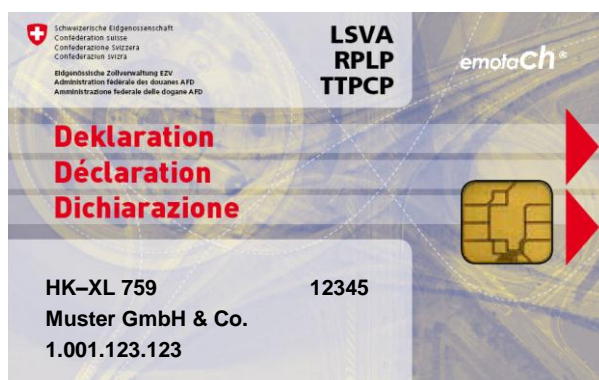 Schweizerische Eidgenossenschaft
Confédération suisse
Confederazione Svizzera
Confederaziun svizra
Eidgenössische Zollverwaltung EZV
Administration fédérale des douanes AFD
Amministrazione federale delle dogane AFD
LSVA
RPLP
TTPCP
emotaCh®
Deklaration
Déclaration
Dichiarazione
HK–XL 759 12345
Muster GmbH & Co.
1.001.123.123